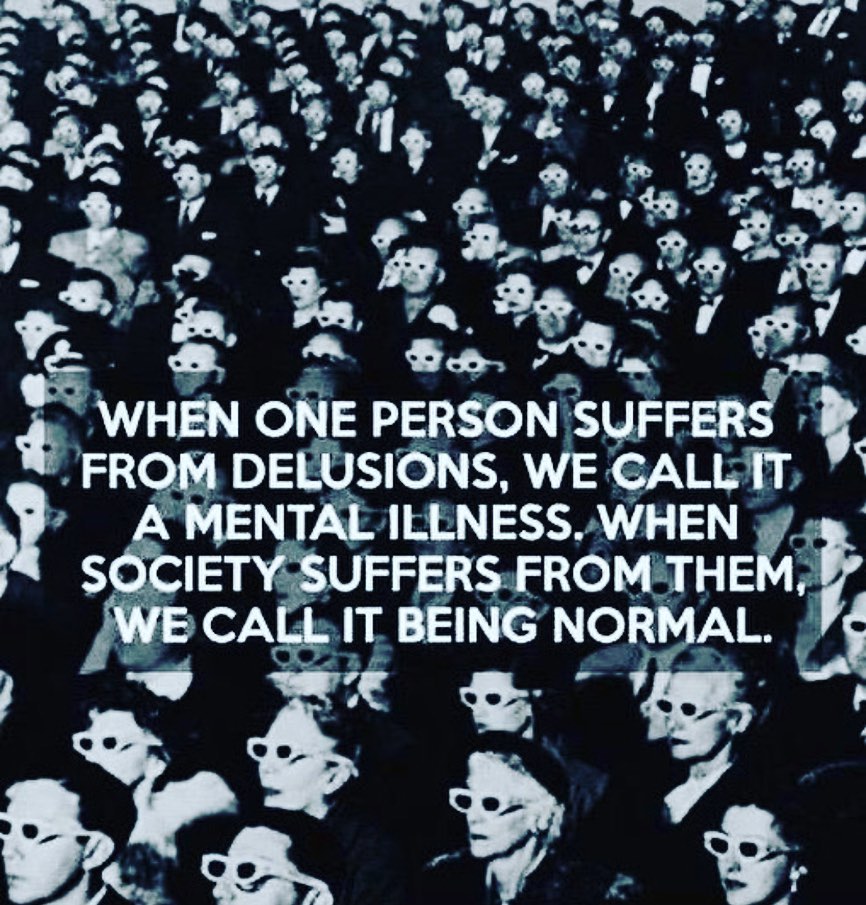 WHEN ONE PERSON SUFFERS
FROM DELUSIONS, WE CALL IT
A MENTAL ILLNESS. WHEN
SOCIETY SUFFERS FROM THEM,
WE CALL IT BEING NORMAL.